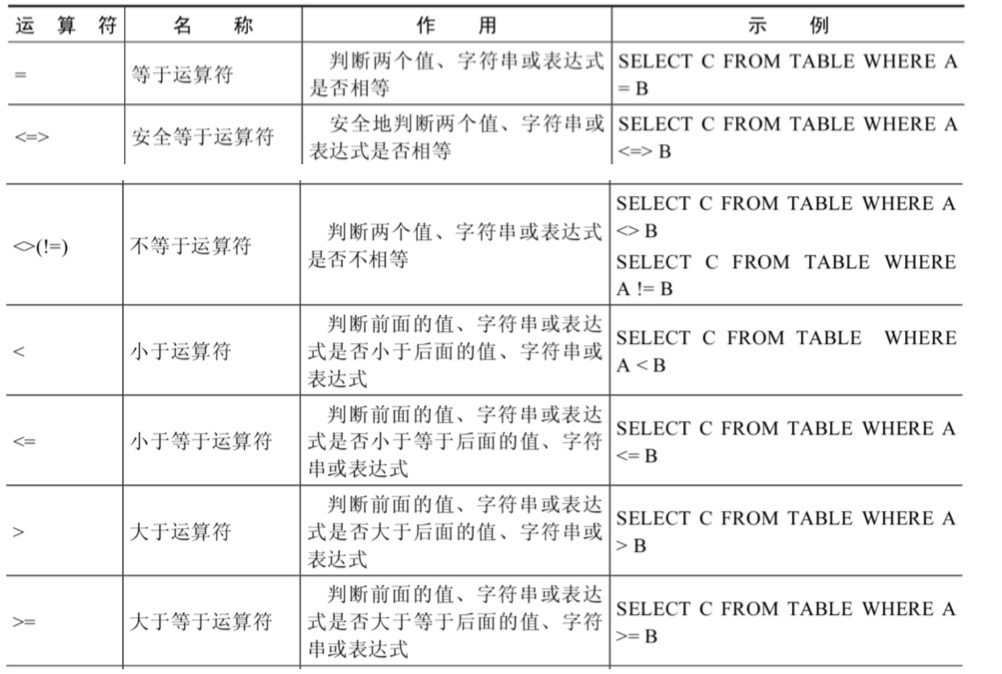 运 算 符 名 称 作 用 示 例
= 等于运算符 判断两个值、字符串或表达式 SELECT C FROM TABLE WHERE A
是否相等 = B
<=> 安全等于运算符 安全地判断两个值、字符串或 SELECT C FROM TABLE WHERE A
表达式是否相等 <=> B
<>(!=) 不等于运算符 判断两个值、字符串或表达式 SELECT C FROM TABLE WHERE A
是否不相等 <> B
SELECT C FROM TABLE WHERE
A != B
< 小于运算符 判断前面的值、字符串或表达 SELECT C FROM TABLE WHERE
式是否小于后面的值、字符串或 A < B
表达式
<= 小于等于运算符 判断前面的值、字符串或表达 SELECT C FROM TABLE WHERE A
式是否小于等于后面的值、字符 <= B
串或表达式
> 大于运算符 判断前面的值、字符串或表达 SELECT C FROM TABLE WHERE A
式是否大于后面的值、字符串或 > B
表达式
>= 大于等于运算符 判断前面的值、字符串或表达 SELECT C FROM TABLE WHERE A
式是否大于等于后面的值、字符 >= B
串或表达式